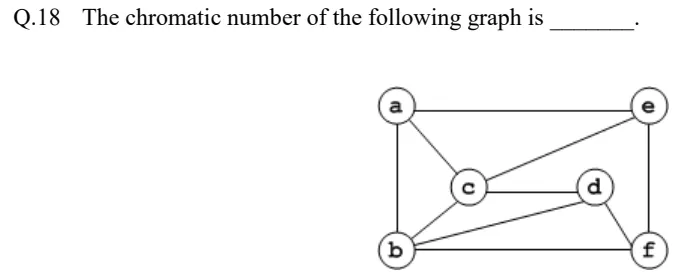 Q.18 The chromatic number of the following graph is _______.
a e
c d
b f